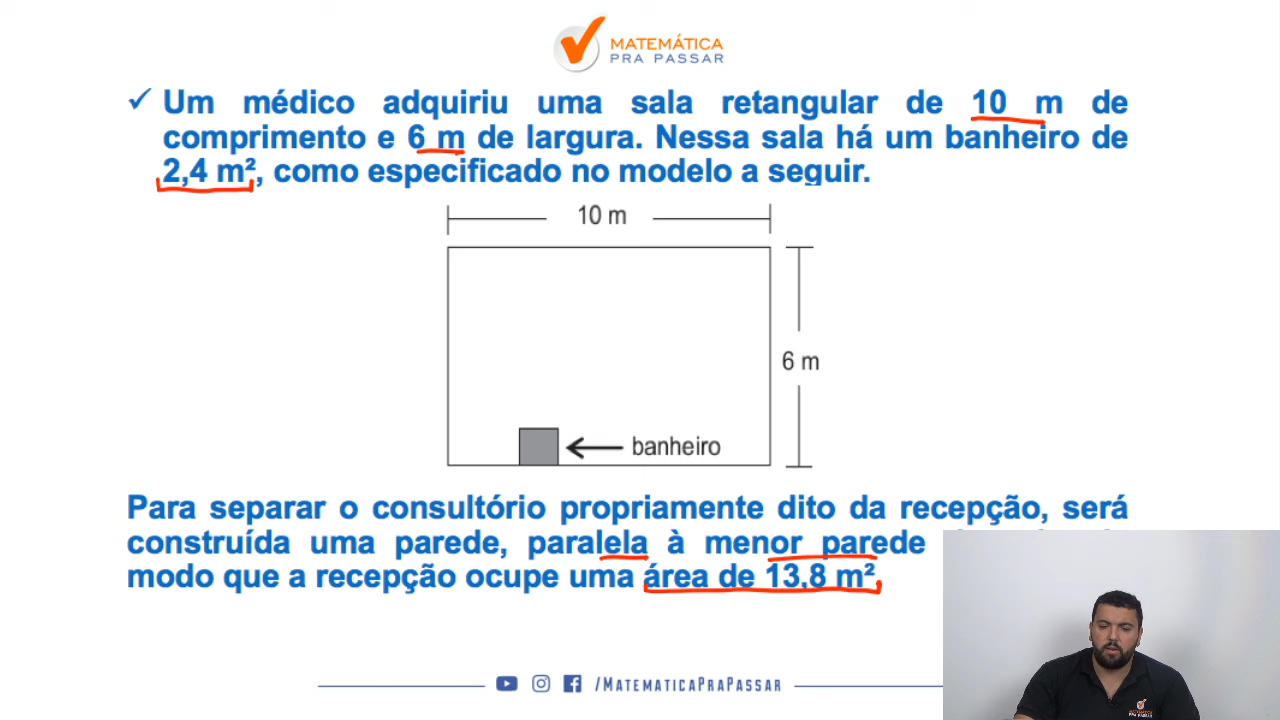 MATEMÁTICA
PRA PASSAR
✓ Um médico adquiriu uma sala retangular de 10 m de
comprimento e 6 m de largura. Nessa sala há um banheiro de
2,4 m², como especificado no modelo a seguir.
10 m
6 m
banheiro
Para separar o consultório propriamente dito da recepção, será
construída uma parede, paralela à menor parede
modo que a recepção ocupe uma área de 13,8 m².
/MATEMATICAPRAPASSAR
MATEMÁTICA
PRA PASSAR